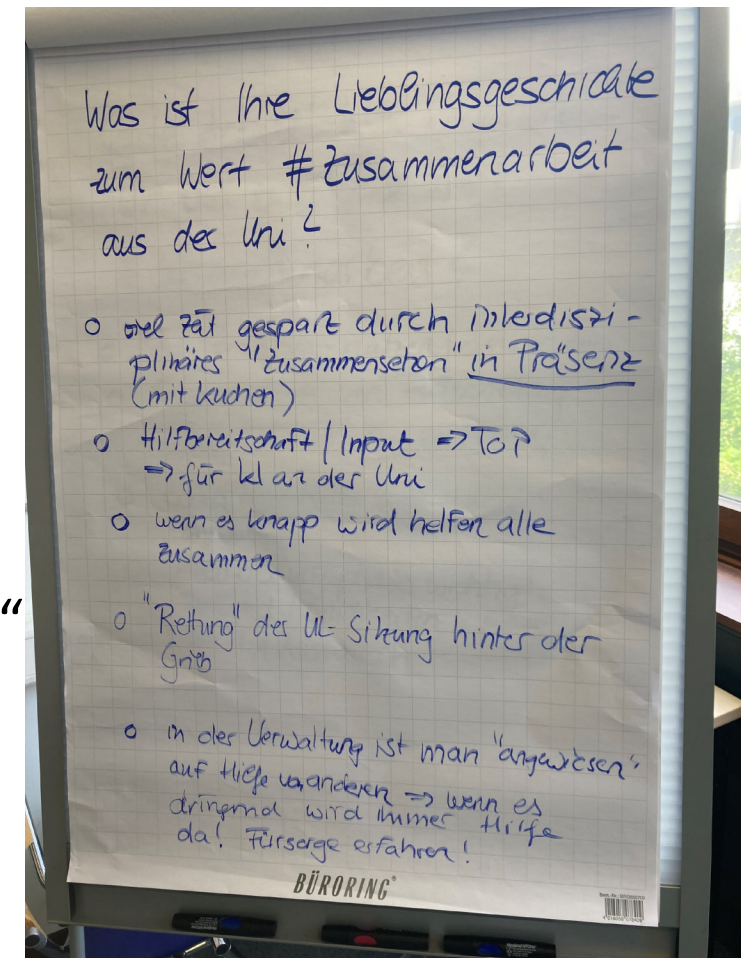 Was ist Ihre Lieblingsgeschichte
zum Wert #Zusammenarbeit
aus der Uni?
o viel Zeit gespart durch interdiszi-
plinäres "Zusammensetzen" in Präsenz
(mit Kuchen)
o Hilfbereitschaft / Input => TOP
=> für an der Uni
o wenn es knapp wird helfen alle
zusammen
“
o "Rettung" der UL-Sitzung hinter der
o in der Verwaltung ist man "angewiesen"
auf Hilfe von anderen => wenn es
dringend wird immer Hilfe
da! Fürsorge erfahren!
BÜRORING